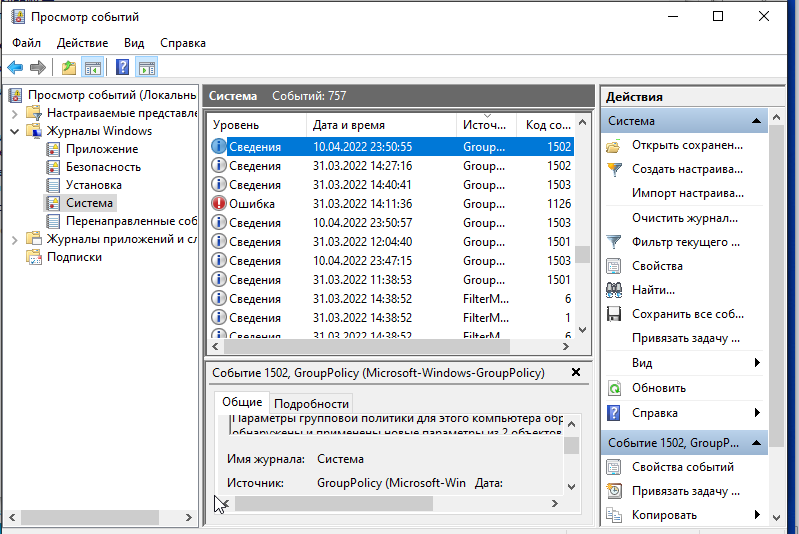 Просмотр событий
Файл Действие Вид Справка
Просмотр событий (Локальны
Настраиваемые представле
Журналы Windows
Приложение
Безопасность
Установка
Система
Перенаправленные соб
Журналы приложений и сл
Подписки
Система Событий: 757
Уровень Дата и время Источ... Код со...
Сведения 10.04.2022 23:50:55 Group... 1502
Сведения 31.03.2022 14:27:16 Group... 1502
Сведения 31.03.2022 14:40:41 Group... 1503
Ошибка 31.03.2022 14:11:36 Group... 1126
Сведения 10.04.2022 23:50:57 Group... 1503
Сведения 31.03.2022 12:04:40 Group... 1501
Сведения 10.04.2022 23:47:15 Group... 1503
Сведения 31.03.2022 11:38:53 Group... 1501
Сведения 31.03.2022 14:38:52 FilterM... 6
Сведения 31.03.2022 14:38:52 FilterM... 1
Сведения 31.03.2022 14:38:52 FilterM... 6
Событие 1502, GroupPolicy (Microsoft-Windows-GroupPolicy)
Общие Подробности
Параметры групповой политики для этого компьютера обр
обнаружены и применены новые параметры из 2 объектов
Имя журнала: Система
Источник: GroupPolicy (Microsoft-Win Дата:
Действия
Система
Открыть сохранен...
Создать настраива...
Импорт настраива...
Очистить журнал...
Фильтр текущего ...
Свойства
Найти...
Сохранить все соб...
Привязать задачу ...
Вид
Обновить
Справка
Событие 1502, GroupP...
Свойства событий
Привязать задачу ...
Копировать